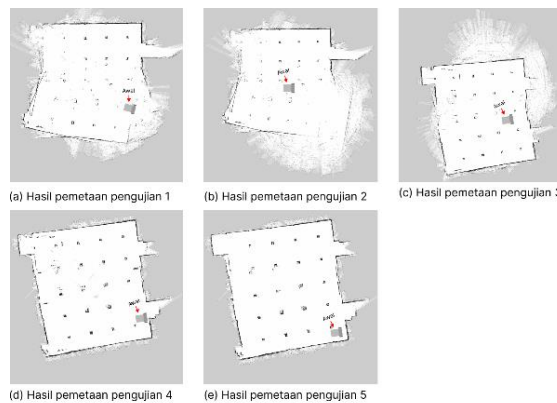 Awal
Awal
Awal
(a) Hasil pemetaan pengujian 1
(b) Hasil pemetaan pengujian 2
(c) Hasil pemetaan pengujian 3
Awal
Awal
(d) Hasil pemetaan pengujian 4
(e) Hasil pemetaan pengujian 5